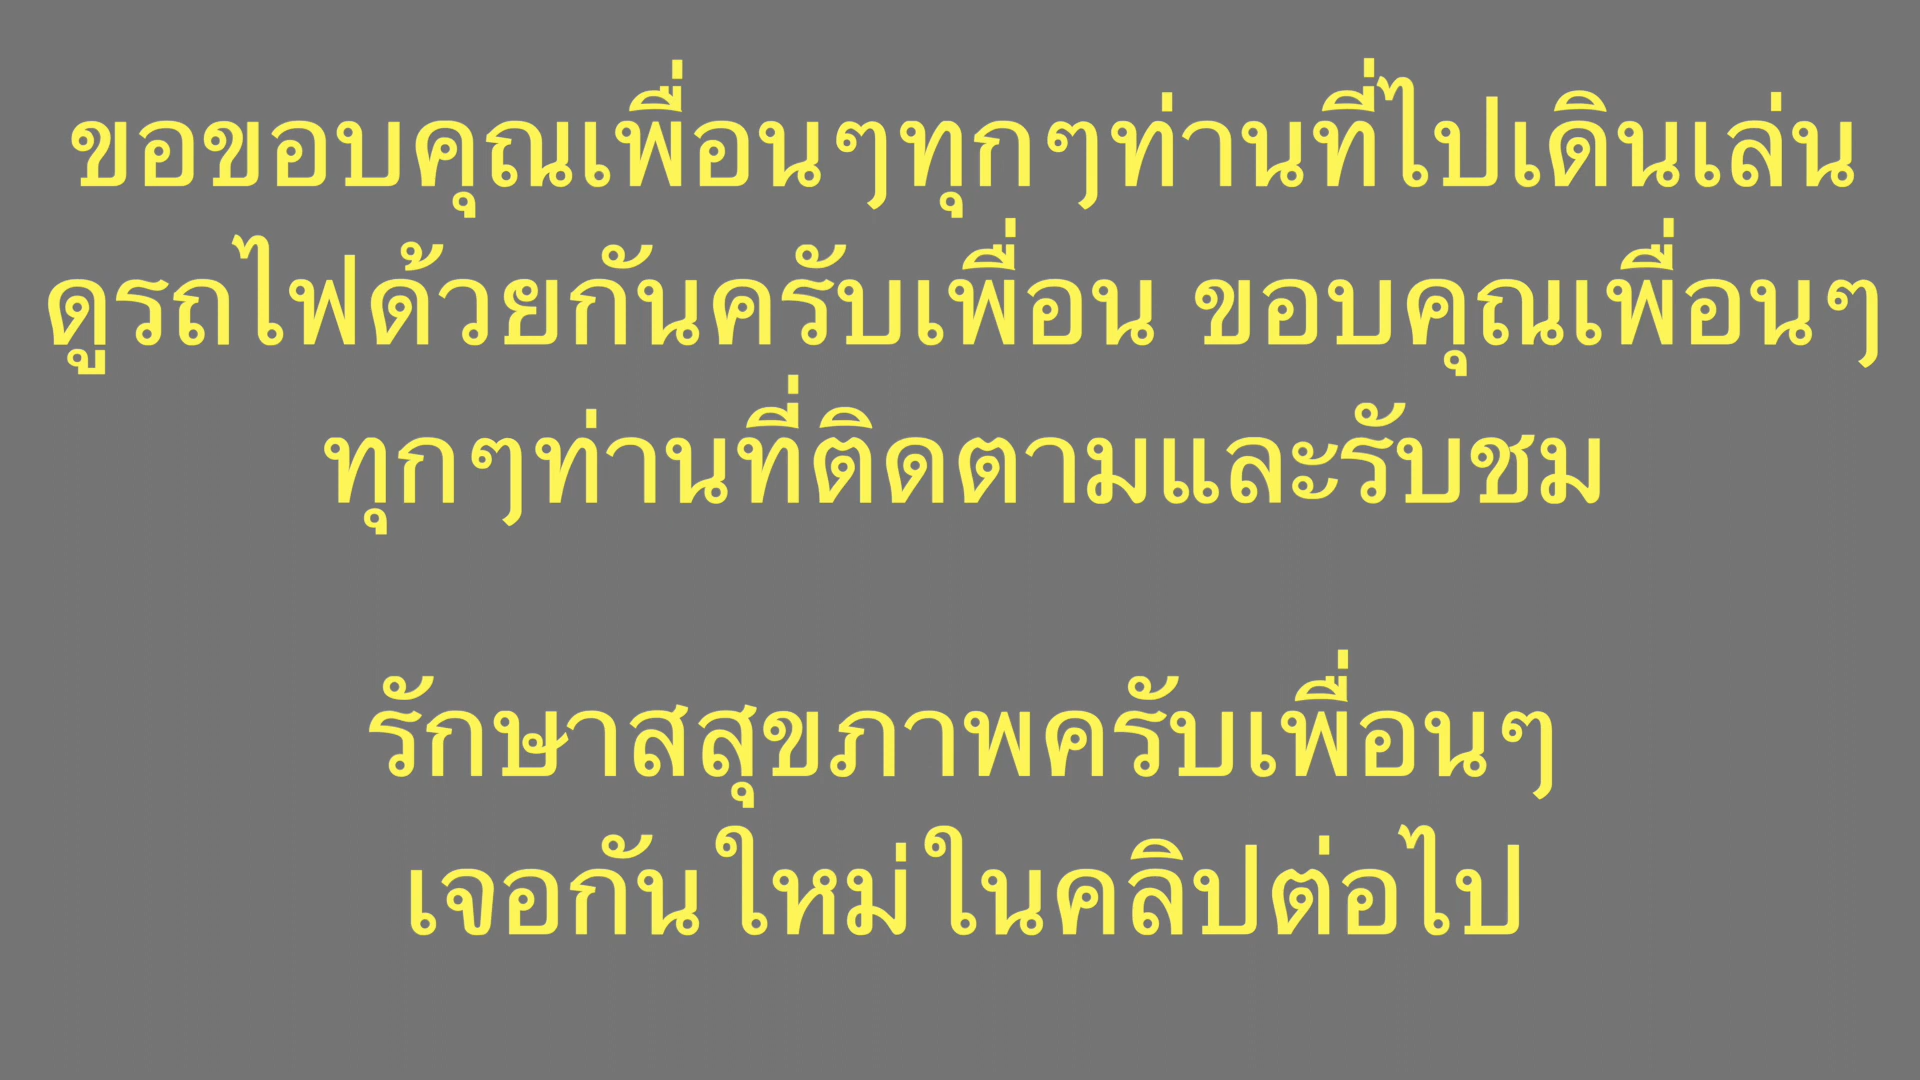 ขอขอบคุณเพื่อนๆทุกๆท่านที่ไปเดินเล่น
ดูรถไฟด้วยกันครับเพื่อน ขอบคุณเพื่อนๆ
ทุกๆท่านที่ติดตามและรับชม
รักษาสสุขภาพครับเพื่อนๆ
เจอกันใหม่ในคลิปต่อไป